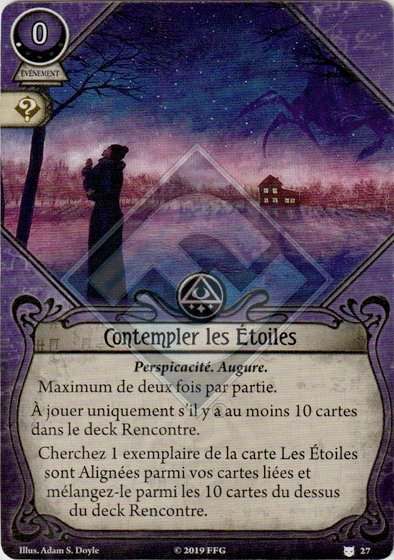 0
ÉVÉNEMENT
?
Contempler les Étoiles
Perspicacité. Augure.
Maximum de deux fois par partie.
À jouer uniquement s'il y a au moins 10 cartes
dans le deck Rencontre.
Cherchez 1 exemplaire de la carte Les Étoiles
sont Alignées parmi vos cartes liées et
mélangez-le parmi les 10 cartes du dessus
du deck Rencontre.
Illus. Adam S. Doyle © 2019 FFG 27